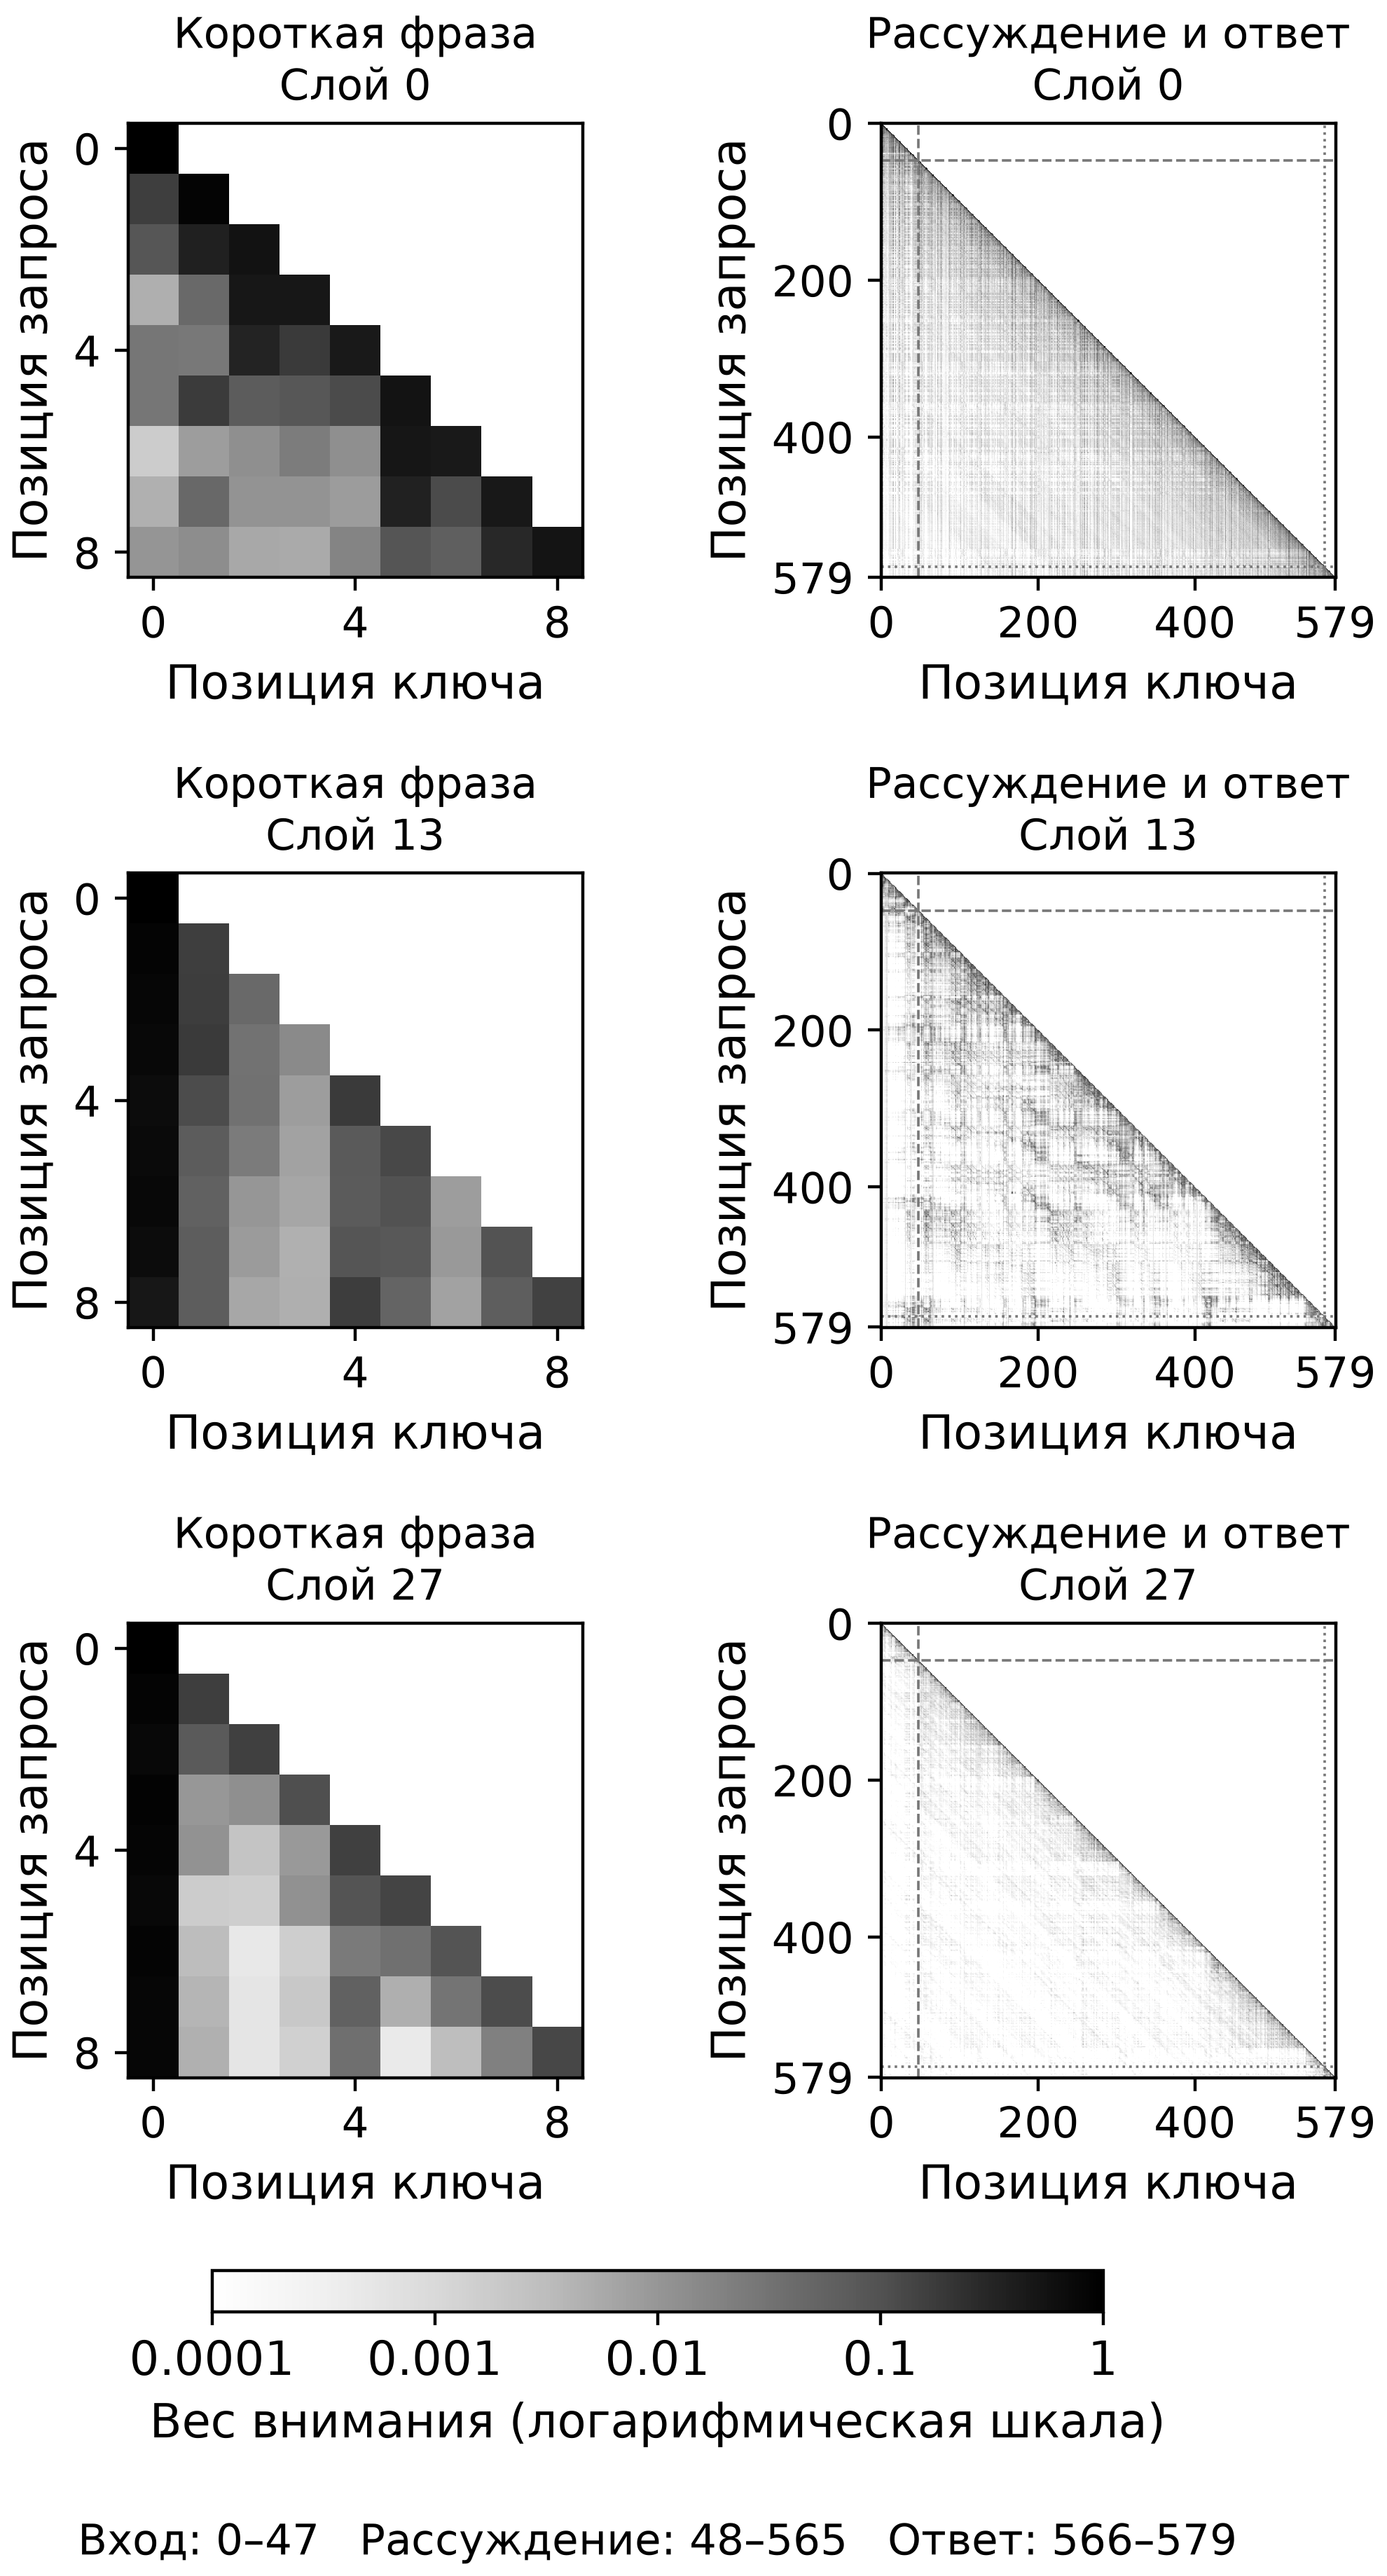 Короткая фраза
Слой 0
Рассуждение и ответ
Слой 0
Позиция запроса
0
4
8
0 4 8
Позиция ключа
Позиция запроса
0
200
400
579
0 200 400 579
Позиция ключа
Короткая фраза
Слой 13
Рассуждение и ответ
Слой 13
Позиция запроса
0
4
8
0 4 8
Позиция ключа
Позиция запроса
0
200
400
579
0 200 400 579
Позиция ключа
Короткая фраза
Слой 27
Рассуждение и ответ
Слой 27
Позиция запроса
0
4
8
0 4 8
Позиция ключа
Позиция запроса
0
200
400
579
0 200 400 579
Позиция ключа
0.0001 0.001 0.01 0.1 1
Вес внимания (логарифмическая шкала)
Вход: 0–47 Рассуждение: 48–565 Ответ: 566–579